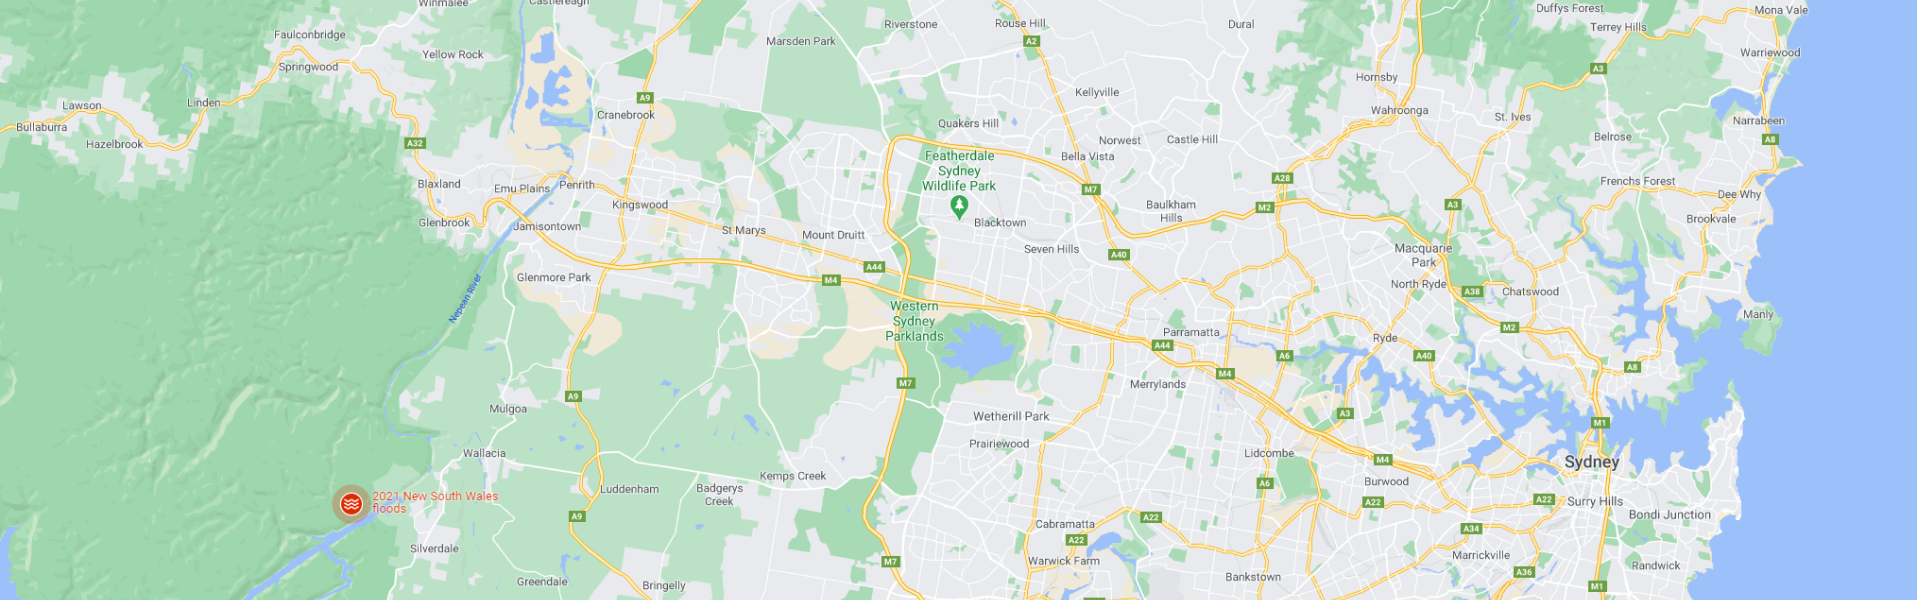 Winmalee
Castlereagh
Riverstone
Rouse Hill
Dural
Duffys Forest
Mona Vale
Faulconbridge
Marsden Park
A2
Terrey Hills
Yellow Rock
Warriewood
Springwood
A3
Hornsby
Kellyville
A9
Lawson
Linden
Cranebrook
Wahroonga
St. Ives
Narrabeen
Bullaburra
Quakers Hill
Hazelbrook
A32
Norwest
Castle Hill
Belrose
A8
Featherdale
Sydney
Wildlife Park
Bella Vista
Blaxland
Emu Plains
Penrith
M7
A28
Frenchs Forest
Dee Why
Kingswood
Baulkham
Hills
M2
A3
Brookvale
Glenbrook
Jamisontown
St Marys
Mount Druitt
Blacktown
Seven Hills
A40
Macquarie
Park
Glenmore Park
M4
A44
North Ryde
A38
Chatswood
Nepean River
Western
Sydney
Parklands
Manly
Parramatta
A44
Ryde
M2
A6
A40
A8
M4
M7
Merrylands
A9
Mulgoa
Wetherill Park
A3
M1
Prairiewood
Wallacia
Lidcombe
M4
Sydney
Kemps Creek
Burwood
2021 New South Wales
floods
Luddenham
Badgerys
Creek
A6
A22
A22
Surry Hills
A9
Bondi Junction
Cabramatta
A22
A34
A22
Silverdale
Marrickville
M7
Warwick Farm
Randwick
Greendale
Bringelly
Bankstown
A36
M1